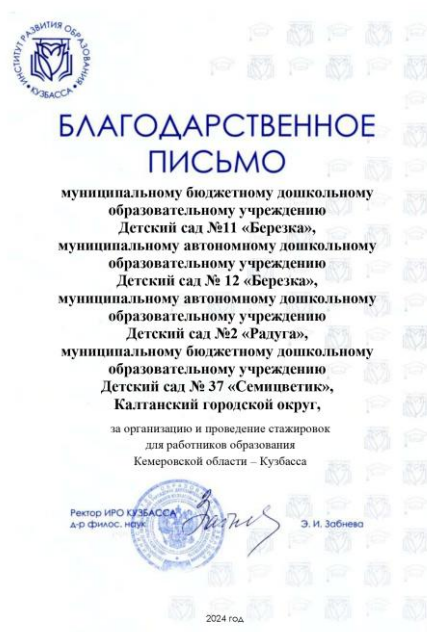 ИНСТИТУТ РАЗВИТИЯ ОБРАЗОВАНИЯ
КУЗБАССА
БЛАГОДАРСТВЕННОЕ
ПИСЬМО
муниципальному бюджетному дошкольному
образовательному учреждению
Детский сад №11 «Березка»,
муниципальному автономному дошкольному
образовательному учреждению
Детский сад № 12 «Березка»,
муниципальному автономному дошкольному
образовательному учреждению
Детский сад №2 «Радуга»,
муниципальному бюджетному дошкольному
образовательному учреждению
Детский сад № 37 «Семицветик»,
Калтанский городской округ,
за организацию и проведение стажировок
для работников образования
Кемеровской области – Кузбасса
Ректор ИРО КУЗБАССА
д-р филос. наук
Э. И. Забнева
2024 год